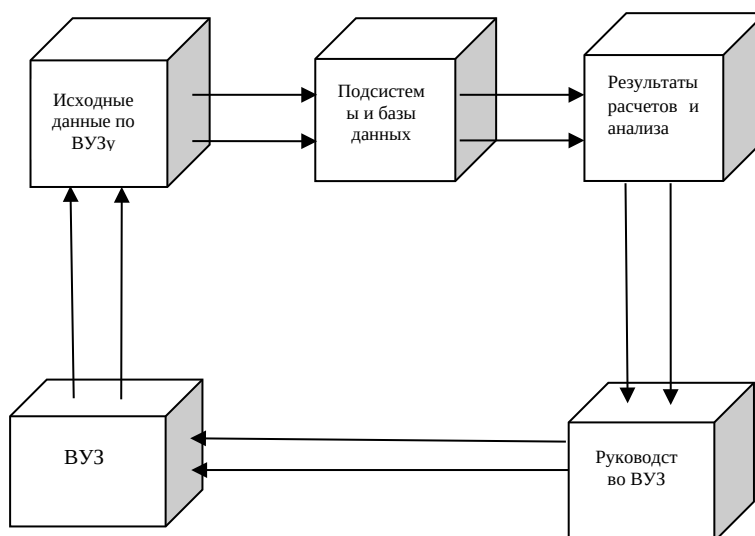 Исходные
данные по
ВУЗу
Подсистем
ы и базы
данных
Результаты
расчетов и
анализа
ВУЗ
Руководст
во ВУЗ